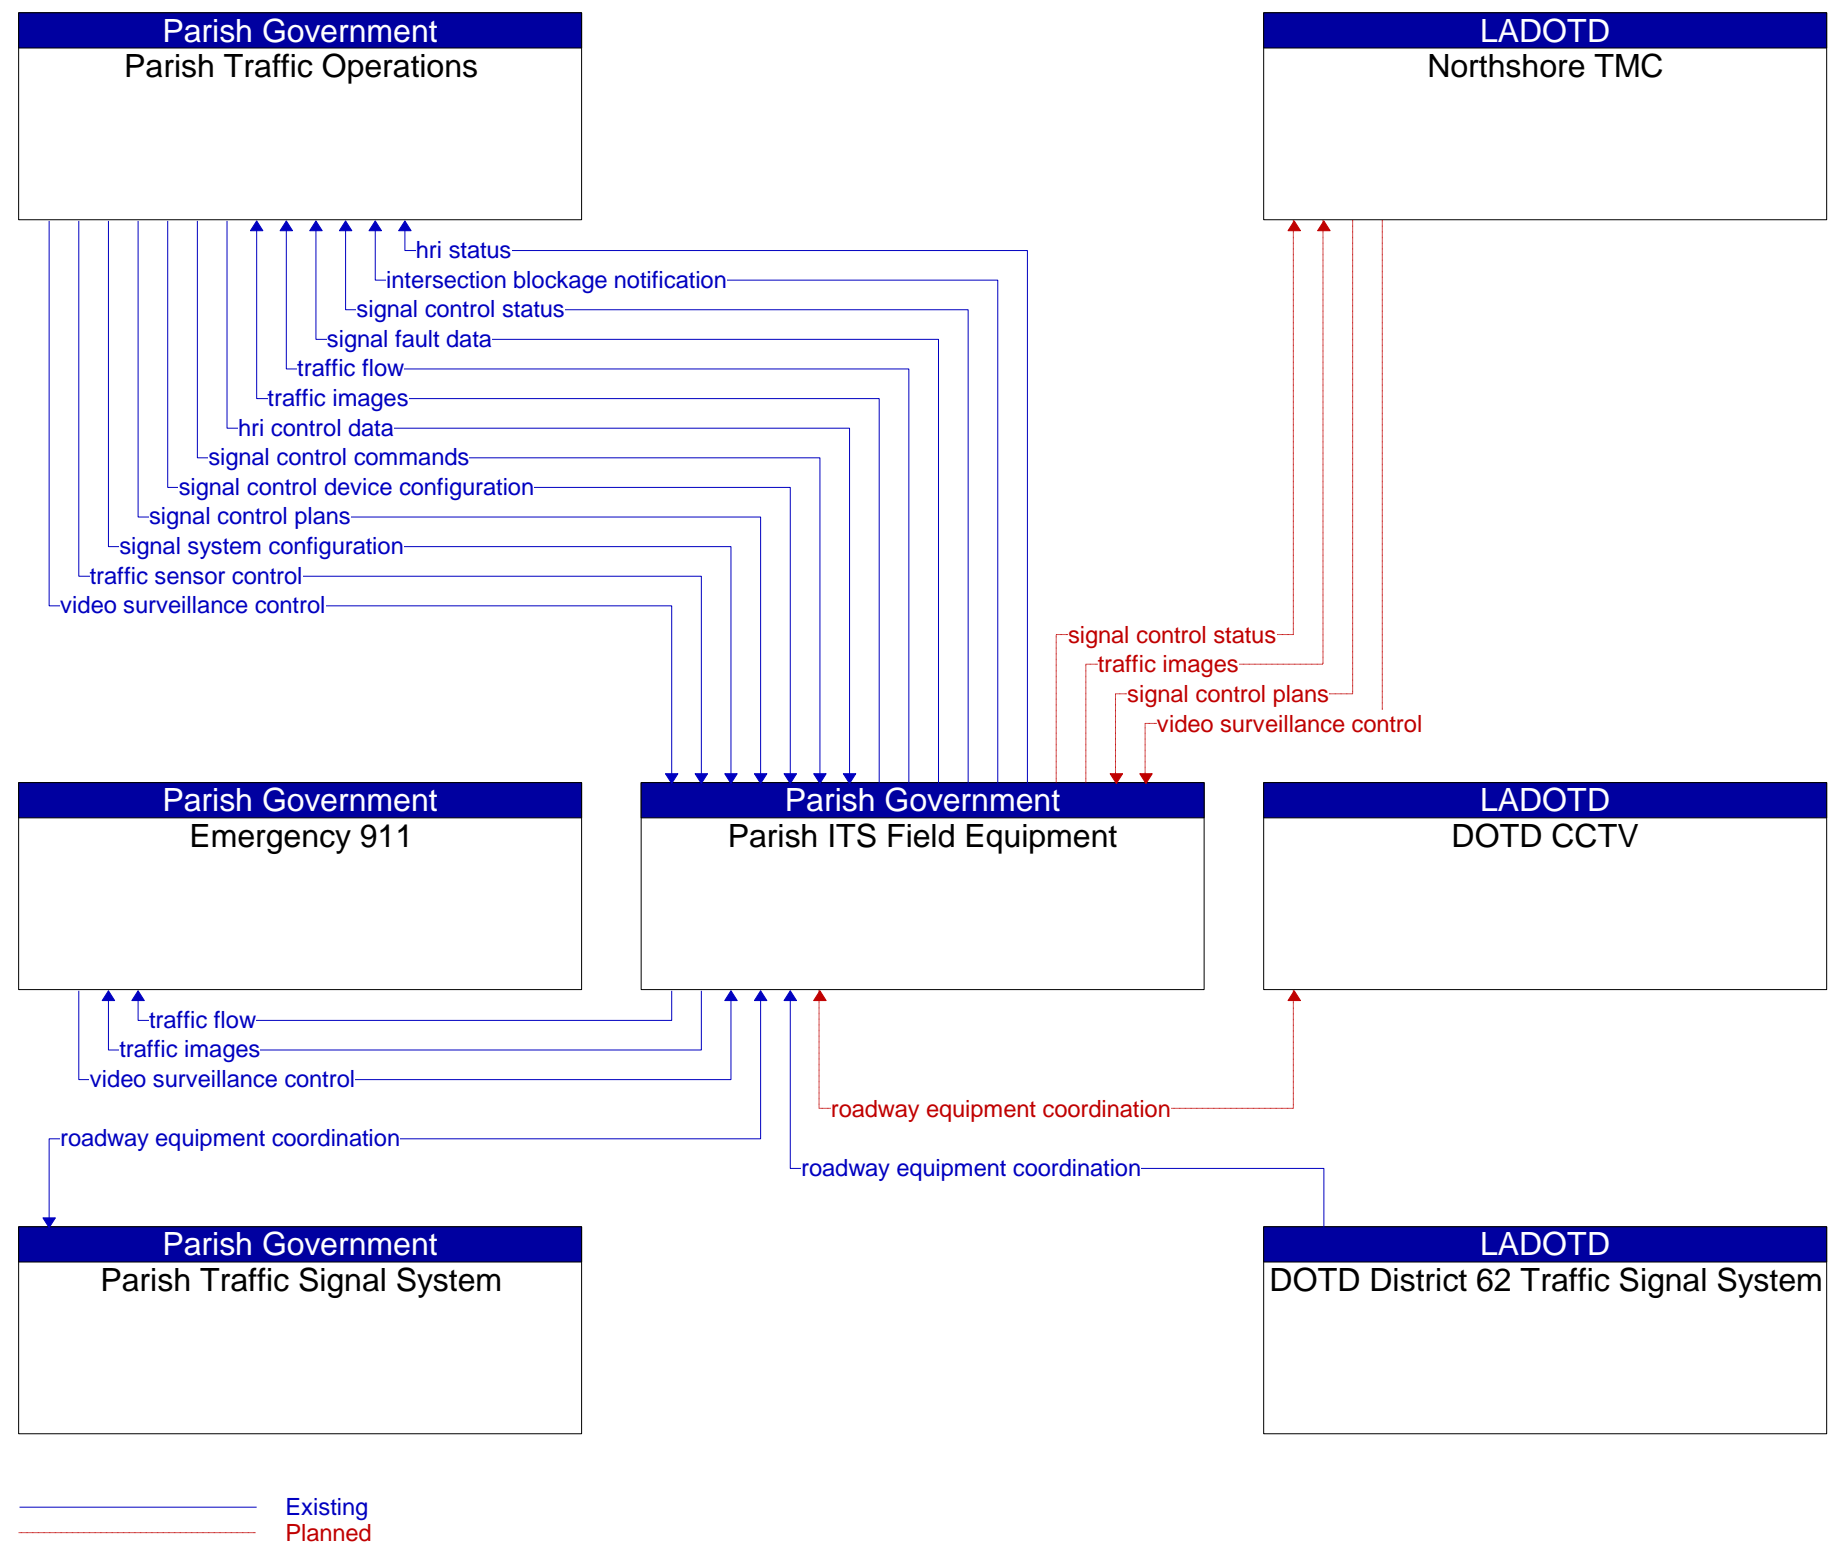 Parish Government
Parish Traffic Operations
LADOTD
Northshore TMC
hri status
intersection blockage notification
signal control status
signal fault data
traffic flow
traffic images
hri control data
signal control commands
signal control device configuration
signal control plans
signal system configuration
traffic sensor control
video surveillance control
signal control status
traffic images
signal control plans
video surveillance control
Parish Government
Emergency 911
Parish Government
Parish ITS Field Equipment
LADOTD
DOTD CCTV
traffic flow
traffic images
video surveillance control
roadway equipment coordination
roadway equipment coordination
roadway equipment coordination
Parish Government
Parish Traffic Signal System
LADOTD
DOTD District 62 Traffic Signal System
Existing
Planned